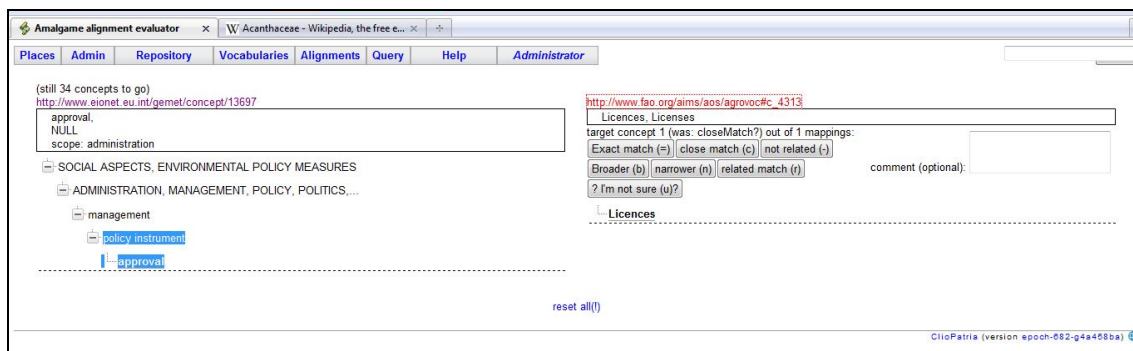 Amalgame alignment evaluator x W Acanthaceae - Wikipedia, the free e... x
Places Admin Repository Vocabularies Alignments Query Help Administrator
(still 34 concepts to go)
http://www.eionet.eu.int/gemet/concept/13697
approval,
NULL
scope: administration
SOCIAL ASPECTS, ENVIRONMENTAL POLICY MEASURES
ADMINISTRATION, MANAGEMENT, POLICY, POLITICS,...
management
policy instrument
approval
http://www.fao.org/aims/aos/agrovoc#c_4313
Licences, Licenses
target concept 1 (was: closeMatch?) out of 1 mappings:
Exact match (=) close match (c) not related (-)
Broader (b) narrower (n) related match (r) comment (optional):
? I'm not sure (u)?
Licences
reset all(!)
ClioPatria (version epoch-682-g4a458ba)